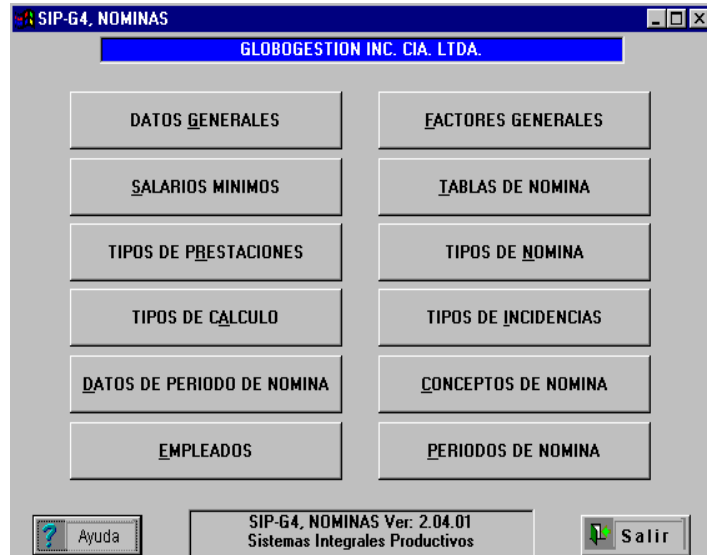 SIP-G4, NOMINAS
GLOBOGESTION INC. CIA. LTDA.
DATOS GENERALES
FACTORES GENERALES
SALARIOS MINIMOS
TABLAS DE NOMINA
TIPOS DE PRESTACIONES
TIPOS DE NOMINA
TIPOS DE CALCULO
TIPOS DE INCIDENCIAS
DATOS DE PERIODO DE NOMINA
CONCEPTOS DE NOMINA
EMPLEADOS
PERIODOS DE NOMINA
Ayuda
SIP-G4, NOMINAS Ver: 2.04.01
Sistemas Integrales Productivos
Salir